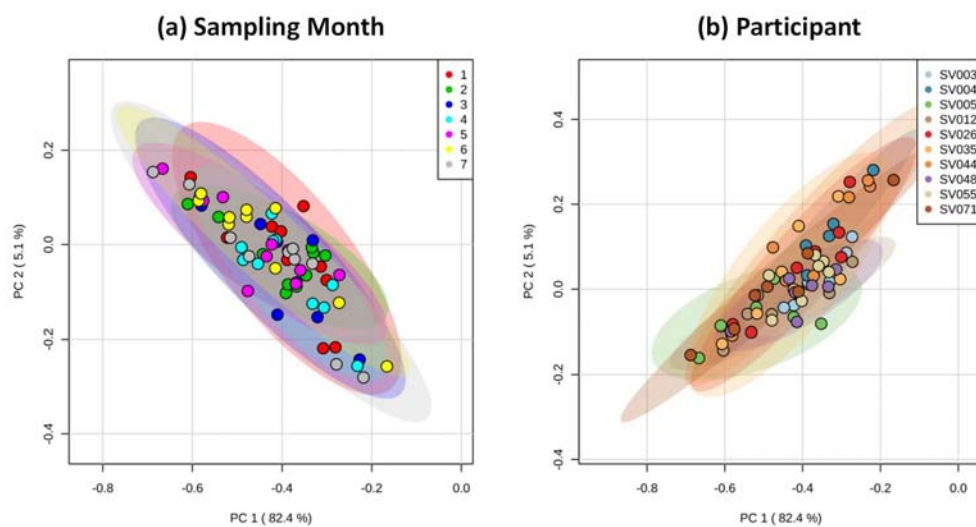 (a) Sampling Month
(b) Participant
PC 2 ( 5.1 %)
0.2
0.0
-0.2
-0.4
-0.8
-0.6
-0.4
-0.2
0.0
PC 1 ( 82.4 %)
1
2
3
4
5
6
7
PC 2 ( 5.1 %)
0.4
0.2
0.0
-0.2
-0.4
-0.8
-0.6
-0.4
-0.2
0.0
PC 1 ( 82.4 %)
SV003
SV004
SV005
SV012
SV026
SV035
SV044
SV048
SV055
SV071